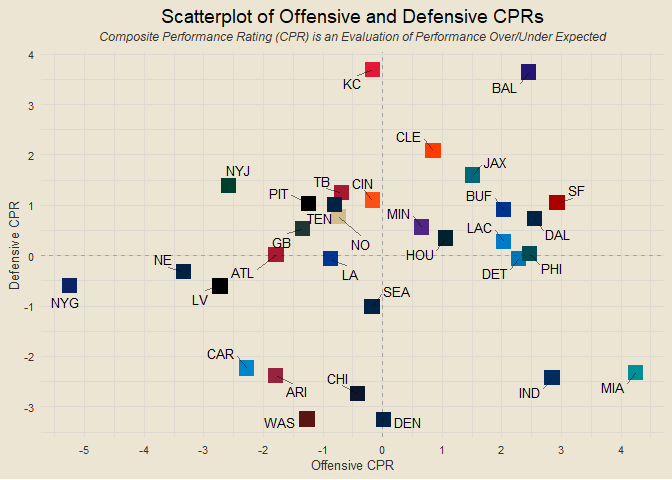 Scatterplot of Offensive and Defensive CPRs
Composite Performance Rating (CPR) is an Evaluation of Performance Over/Under Expected
4
KC
BAL
3
CLE
2
JAX
NYJ
TB
CIN
PIT
BUF
SF
1
TEN
MIN
GB
NO
LAC
DAL
HOU
0
NE
ATL
LA
DET
PHI
LV
NYG
SEA
-1
CAR
-2
CHI
ARI
IND
MIA
-3
WAS
DEN
-5 -4 -3 -2 -1 0 1 2 3 4
Offensive CPR
Defensive CPR